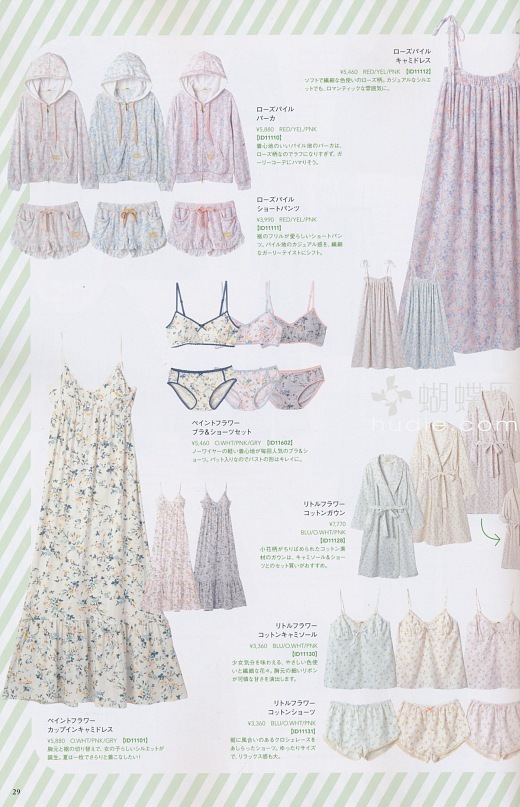 ローズパイル
キャミドレス
¥5,460 RED/YEL/PNK 【ID11112】
ソフトで繊細な色使いのローズ柄。カジュアルなシルエ
ットでも、ロマンティックな雰囲気に。
ローズパイル
パーカ
¥5,880 RED/YEL/PNK
【ID11110】
着心地のいいパイル地のパーカは、
ローズ柄なのでラフになりすぎず、ガ
ーリーコーデにハマりそう。
ローズパイル
ショートパンツ
¥3,990 RED/YEL/PNK
【ID11111】
裾のフリルが愛らしいショートパン
ツ。パイル地のカジュアル感を、繊細
なガーリーテイストにシフト。
ペイントフラワー
ブラ&ショーツセット
¥5,460 O.WHT/PNK/GRY 【ID11602】
ノーワイヤーの軽い着心地が毎回人気のブラ&シ
ョーツ。パット入りなのでバストの形はキレイに。
蝴蝶
hudie.com
リトルフラワー
コットンガウン
¥7,770
BLU/O.WHT/PNK
【ID11128】
小花柄がちりばめられたコットン素
材のガウンは、キャミソール&ショー
ツとのセット買いがおすすめ。
リトルフラワー
コットンキャミソール
¥3,360 BLU/O.WHT/PNK
【ID11130】
少女気分を味わえる、やさしい色使
いと繊細な花々。胸元の細いリボン
が可憐な甘さを演出します。
リトルフラワー
コットンショーツ
¥3,360 BLU/O.WHT/PNK
【ID11131】
裾に風合いのあるクロシェレースを
あしらったショーツ。ゆったりサイズ
で、リラックス感も大。
ペイントフラワー
カップインキャミドレス
¥5,880 O.WHT/PNK/GRY 【ID11101】
胸元と裾の切り替えで、女の子らしいシルエットが
誕生。夏は一枚でさらりと着こなしたい!
29